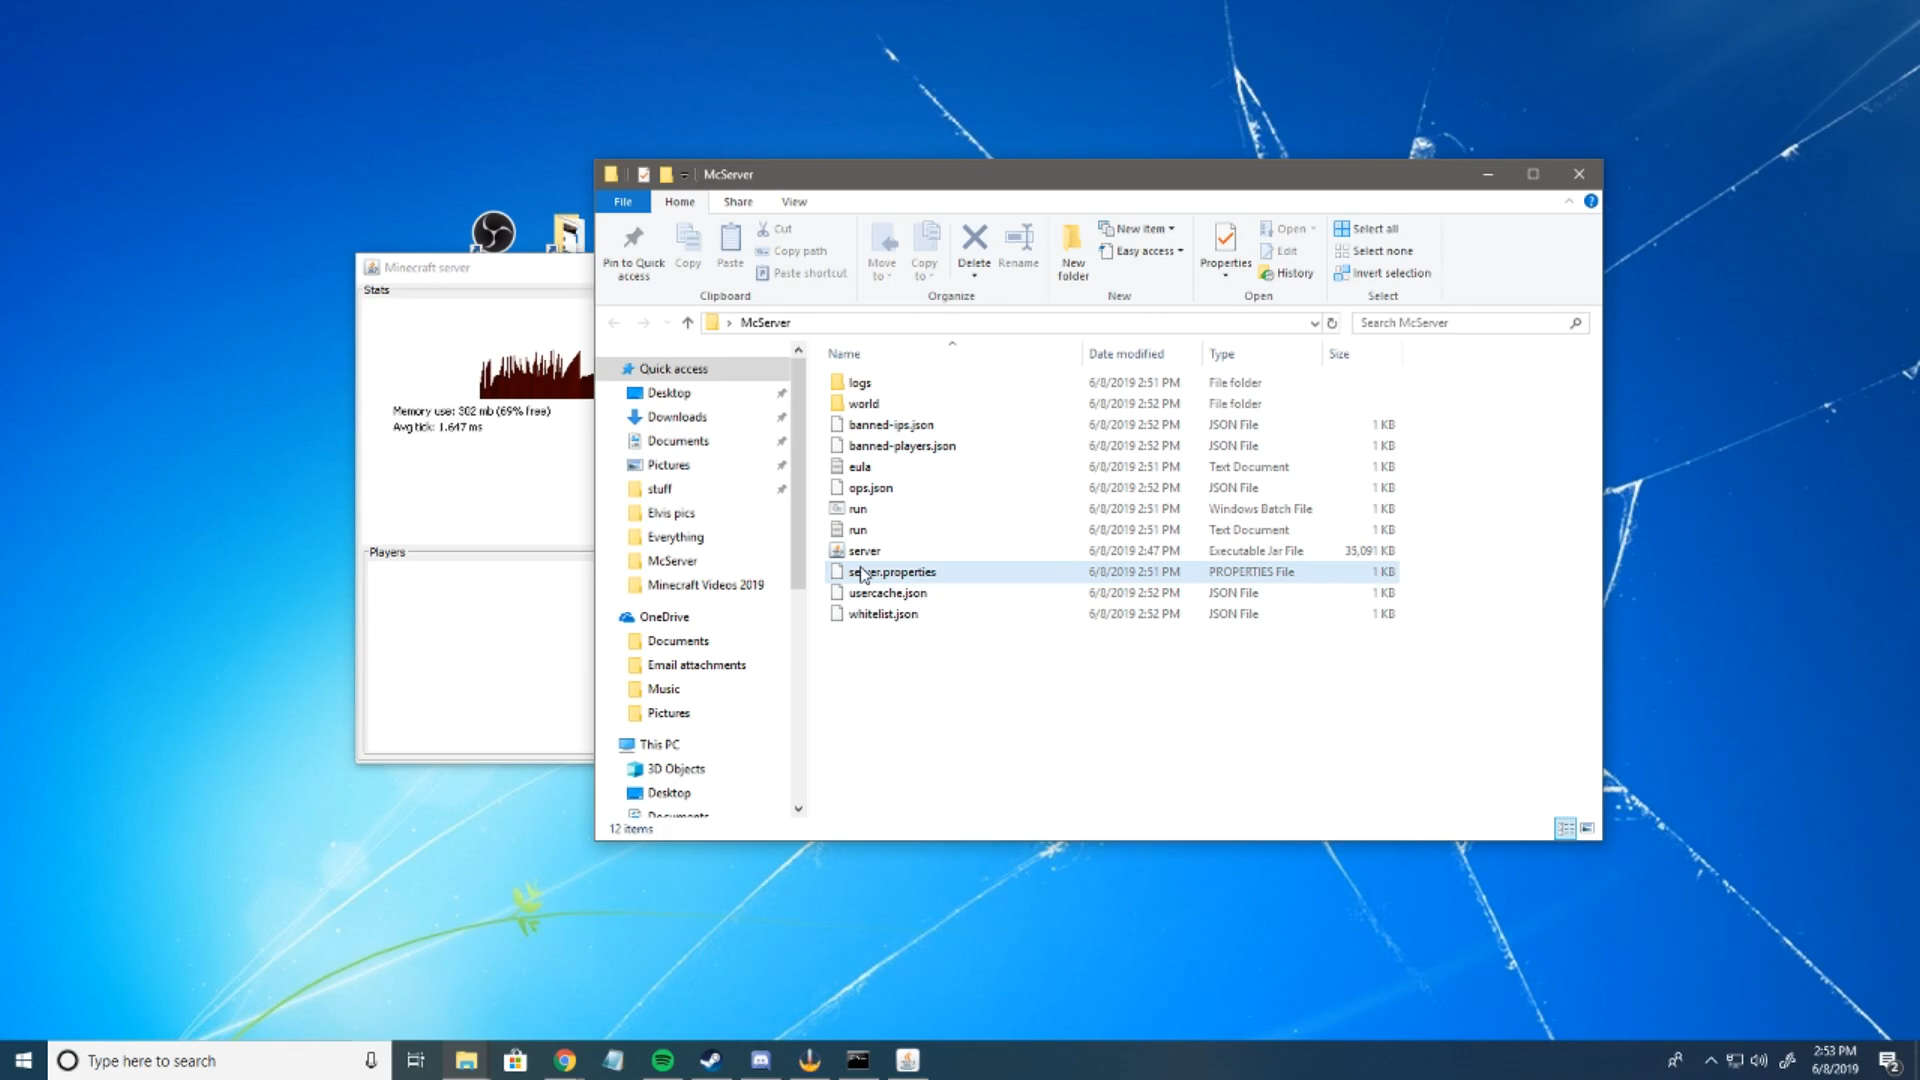 McServer
File
Home
Share
View
Pin to Quick access
Copy
Paste
Cut
Copy path
Paste shortcut
Clipboard
Move to
Copy to
Delete
Rename
Organize
New folder
New item
Easy access
New
Properties
Open
Edit
History
Open
Select all
Select none
Invert selection
Select
McServer
Search McServer
Minecraft server
Stats
Memory use: 302 mb (69% free)
Avg tick: 1.647 ms
Players
Quick access
Desktop
Downloads
Documents
Pictures
stuff
Elvis pics
Everything
McServer
Minecraft Videos 2019
OneDrive
Documents
Email attachments
Music
Pictures
This PC
3D Objects
Desktop
Documents
Name Date modified Type Size
logs 6/8/2019 2:51 PM File folder
world 6/8/2019 2:52 PM File folder
banned-ips.json 6/8/2019 2:52 PM JSON File 1 KB
banned-players.json 6/8/2019 2:52 PM JSON File 1 KB
eula 6/8/2019 2:51 PM Text Document 1 KB
ops.json 6/8/2019 2:52 PM JSON File 1 KB
run 6/8/2019 2:51 PM Windows Batch File 1 KB
run 6/8/2019 2:51 PM Text Document 1 KB
server 6/8/2019 2:47 PM Executable Jar File 35,091 KB
server.properties 6/8/2019 2:51 PM PROPERTIES File 1 KB
usercache.json 6/8/2019 2:52 PM JSON File 1 KB
whitelist.json 6/8/2019 2:52 PM JSON File 1 KB
12 items
Type here to search
2:53 PM
6/8/2019
2